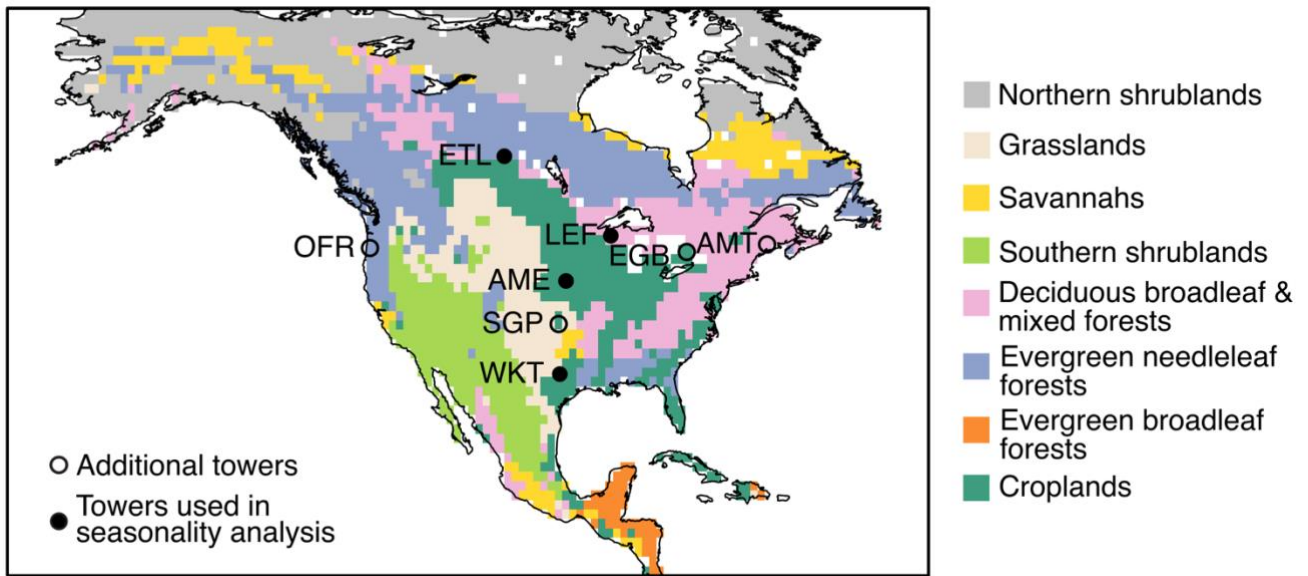 ETL
OFR
LEF
EGB
AMT
AME
SGP
WKT
Additional towers
Towers used in
seasonality analysis
Northern shrublands
Grasslands
Savannahs
Southern shrublands
Deciduous broadleaf &
mixed forests
Evergreen needleleaf
forests
Evergreen broadleaf
forests
Croplands